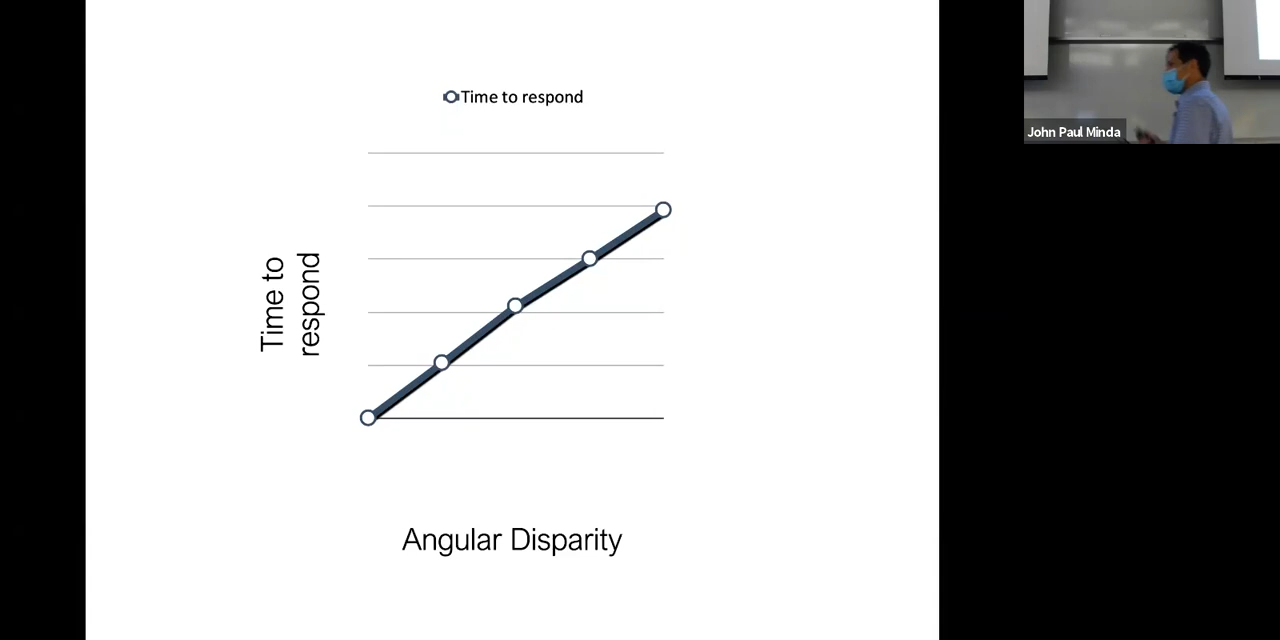 Time to respond
Time to
respond
Angular Disparity
John Paul Minda